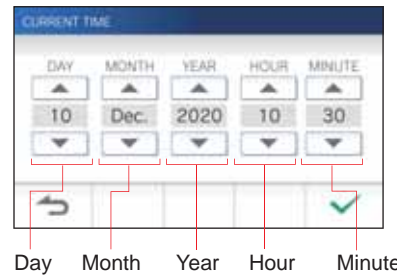 CURRENT TIME
DAY MONTH YEAR HOUR MINUTE
10 Dec. 2020 10 30
Day Month Year Hour Minute